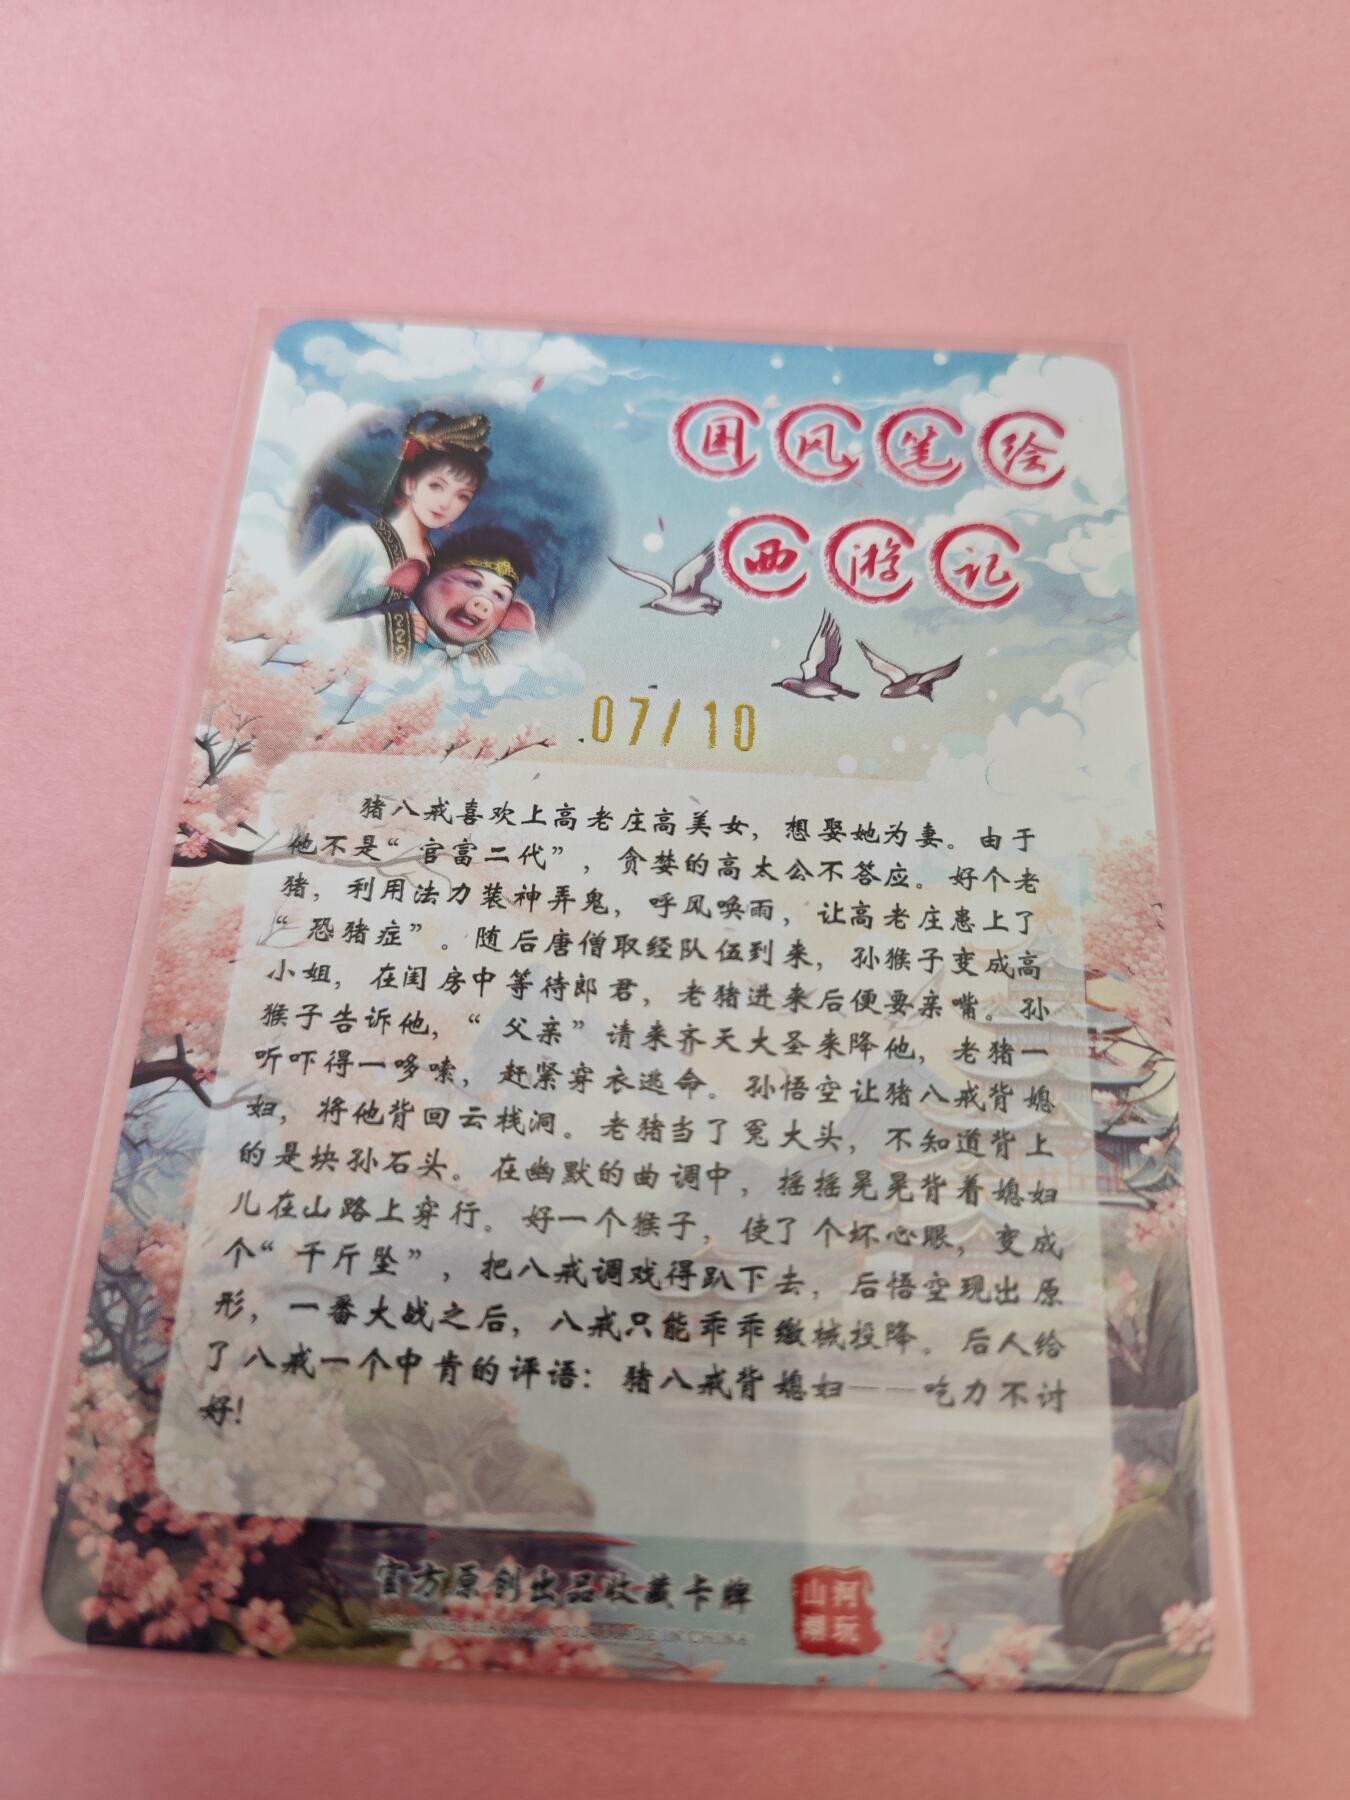 国风笔绘
西游记
07/10
猪八戒喜欢上高老庄高美女，想娶她为妻。由于
他不是“官富二代”，贪婪的高太公不答应。好个老
猪，利用法力装神弄鬼，呼风唤雨，让高老庄患上了
“恐猪症”。随后唐僧取经队伍到来，孙猴子变成高
小姐，在闺房中等待郎君，老猪进来后便要亲嘴。孙
猴子告诉他，“父亲”请来齐天大圣来降他，老猪一
听吓得一哆嗦，赶紧穿衣逃命。孙悟空让猪八戒背媳
妇，将他背回云栈洞。老猪当了冤大头，不知道背上
的是块孙石头。在幽默的曲调中，摇摇晃晃背着媳妇
儿在山路上穿行。好一个猴子，使了个坏心眼，变成
个“千斤坠”，把八戒调戏得趴下去，后悟空现出原
形，一番大战之后，八戒只能乖乖缴械投降。后人给
了八戒一个中肯的评语：猪八戒背媳妇——吃力不讨
好！
官方原创出品收藏卡牌
MADE IN CHINA
山河
潮玩